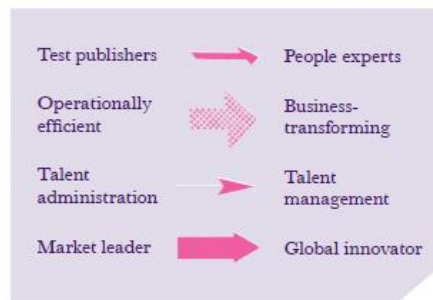 Test publishers People experts
Operationally Business-
efficient transforming
Talent Talent
administration management
Market leader Global innovator